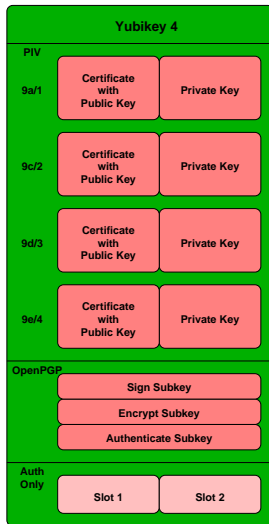 Yubikey 4
PIV
9a/1
Certificate
with
Public Key
Private Key
9c/2
Certificate
with
Public Key
Private Key
9d/3
Certificate
with
Public Key
Private Key
9e/4
Certificate
with
Public Key
Private Key
OpenPGP
Sign Subkey
Encrypt Subkey
Authenticate Subkey
Auth
Only
Slot 1
Slot 2